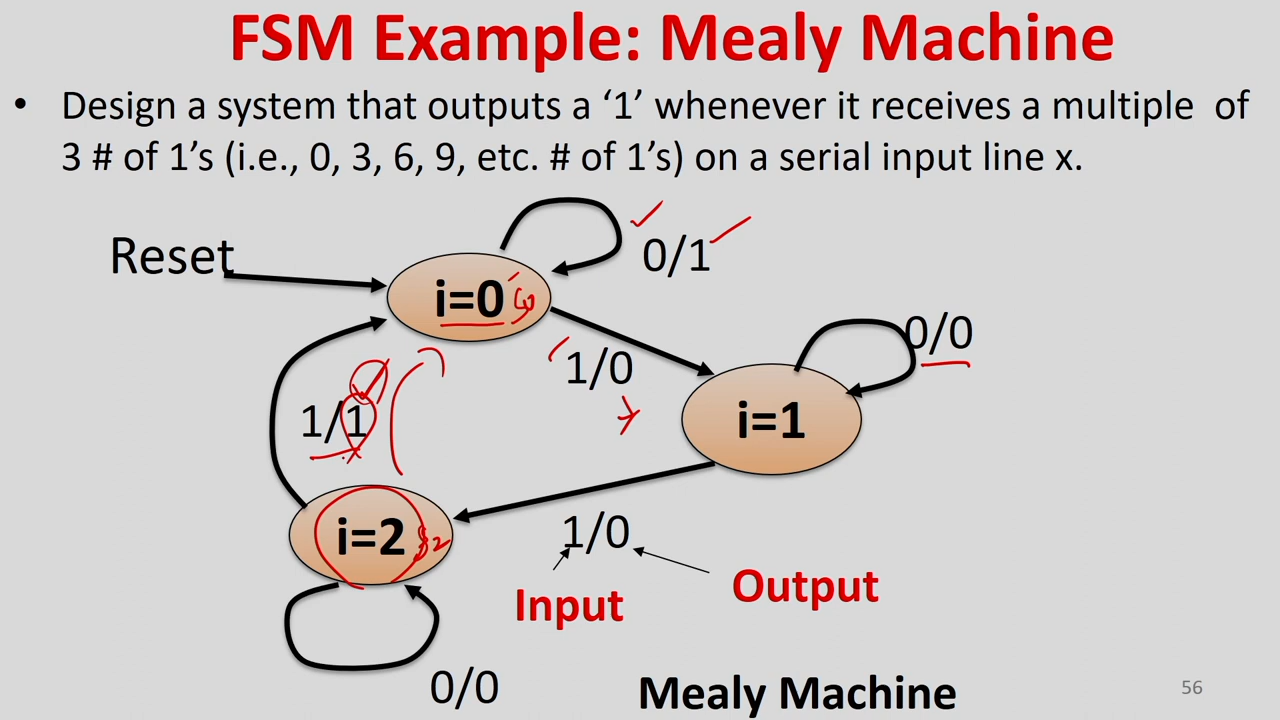 FSM Example: Mealy Machine
• Design a system that outputs a ‘1’ whenever it receives a multiple of
3 # of 1’s (i.e., 0, 3, 6, 9, etc. # of 1’s) on a serial input line x.
Reset
0/1
i=0
0/0
1/0
1/1
i=1
i=2
1/0
Input
Output
0/0
Mealy Machine
56